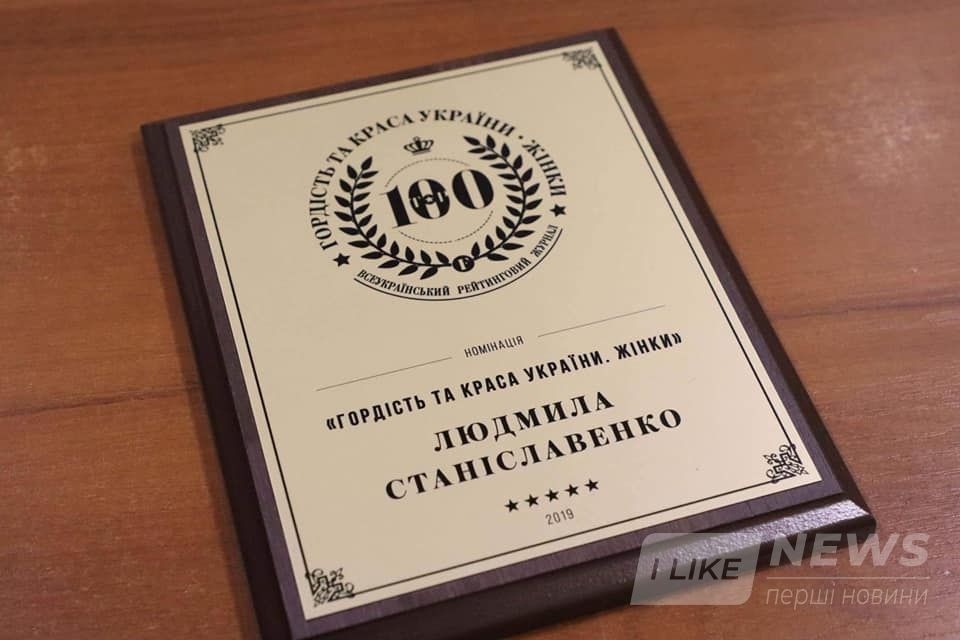 ГОРДІСТЬ ТА КРАСА УКРАЇНИ · ЖІНКИ
100
ВСЕУКРАЇНСЬКИЙ РЕЙТИНГОВИЙ ЖУРНАЛ
НОМІНАЦІЯ
«ГОРДІСТЬ ТА КРАСА УКРАЇНИ. ЖІНКИ»
ЛЮДМИЛА
СТАНІСЛАВЕНКО
2019
I LIKE NEWS
перші новини